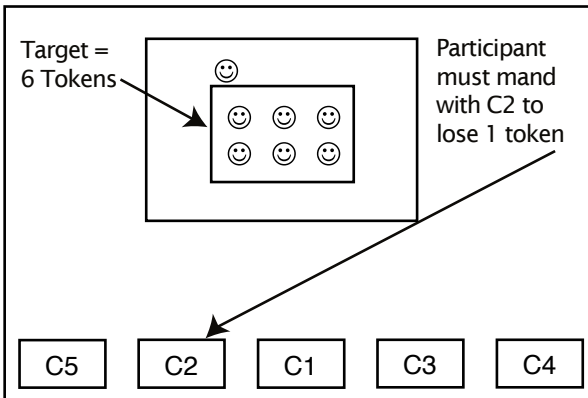 Target =
6 Tokens
Participant
must mand
with C2 to
lose 1 token
C5 C2 C1 C3 C4